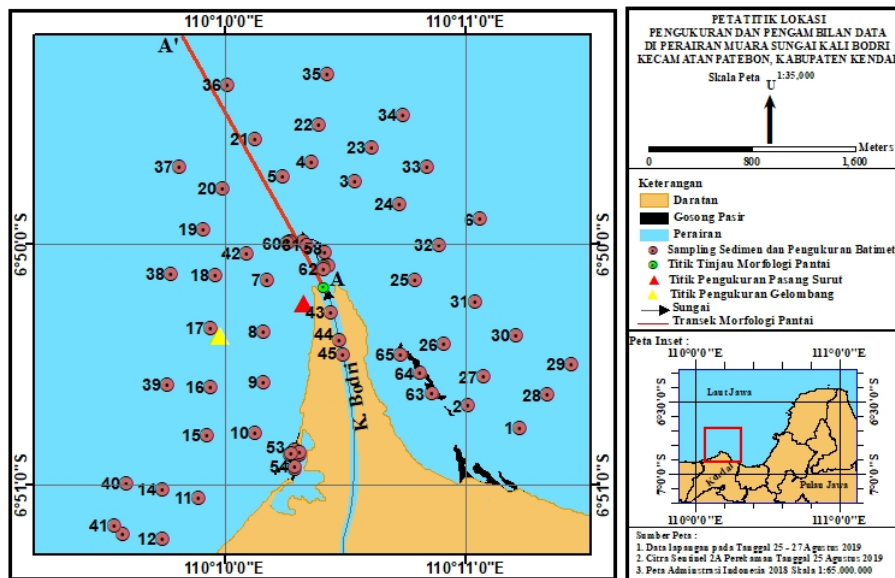 110°1'0"E
110°1'0"E
A'
35
36
34
22
21
23
4
33
37
5
3
20
24
6
19
6°50'0"S
6°50'0"S
60
58
32
42
62
38
18
7
A
25
31
43
17
8
30
44
26
45
65
29
64
27
39
16
9
63
28
K. Bodri
2
1
15
10
53
54
6°51'0"S
6°51'0"S
40
14
11
41
12
110°1'0"E
110°1'0"E
PETA TITIK LOKASI
PENGUKURAN DAN PENGAMBILAN DATA
DI PERAIRAN MUARA SUNGAI KALI BODRI
KECAMATAN PATEBON, KABUPATEN KENDAL
Skala Peta 1:35,000
U
Meters
0 800 1,600
Keterangan
Daratan
Gosong Pasir
Perairan
Sampling Sedimen dan Pengukuran Batimet
Titik Tinjau Morfologi Pantai
Titik Pengukuran Pasang Surut
Titik Pengukuran Gelombang
Sungai
Transek Morfologi Pantai
Peta Inset :
110°0'0"E 111°0'0"E
Laut Jawa
6°30'0"S
6°30'0"S
Kendal
Pulau Jawa
7°0'0"S
7°0'0"S
110°0'0"E 111°0'0"E
Sumber Peta :
1. Data lapangan pada Tanggal 25 - 27 Agustus 2019
2. Citra Sentinel 2A Perekaman Tanggal 25 Agustus 2019
3. Peta Adminstrasi Indonesia 2018 Skala 1:65.000.000